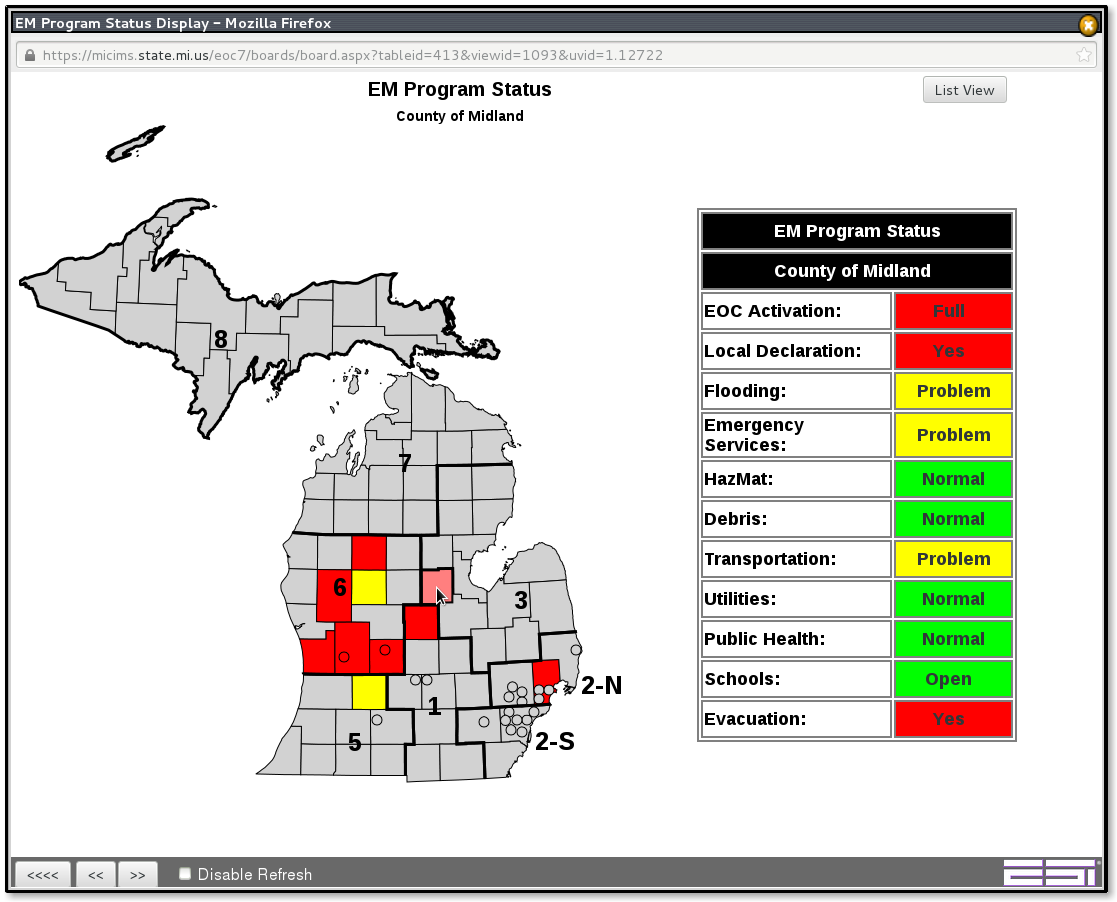 EM Program Status Display – Mozilla Firefox
https://micims.state.mi.us/eoc7/boards/board.aspx?tableid=413&viewid=1093&uvid=1.12722
EM Program Status
County of Midland
List View
8
7
6
3
2-N
1
5
2-S
EM Program Status
County of Midland
EOC Activation: Full
Local Declaration: Yes
Flooding: Problem
Emergency
Services: Problem
HazMat: Normal
Debris: Normal
Transportation: Problem
Utilities: Normal
Public Health: Normal
Schools: Open
Evacuation: Yes
<<<< << >> Disable Refresh